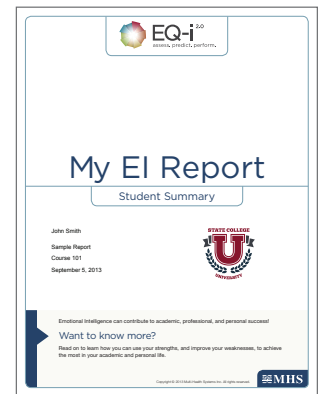 EQ-i 2.0
assess. predict. perform.
My EI Report
Student Summary
John Smith
Sample Report
Course 101
September 5, 2013
STATE COLLEGE
U
UNIVERSITY
Emotional Intelligence can contribute to academic, professional, and personal success!
Want to know more?
Read on to learn how you can use your strengths, and improve your weaknesses, to achieve
the most in your academic and personal life.
Copyright © 2013 Multi-Health Systems Inc. All rights reserved.
MHS